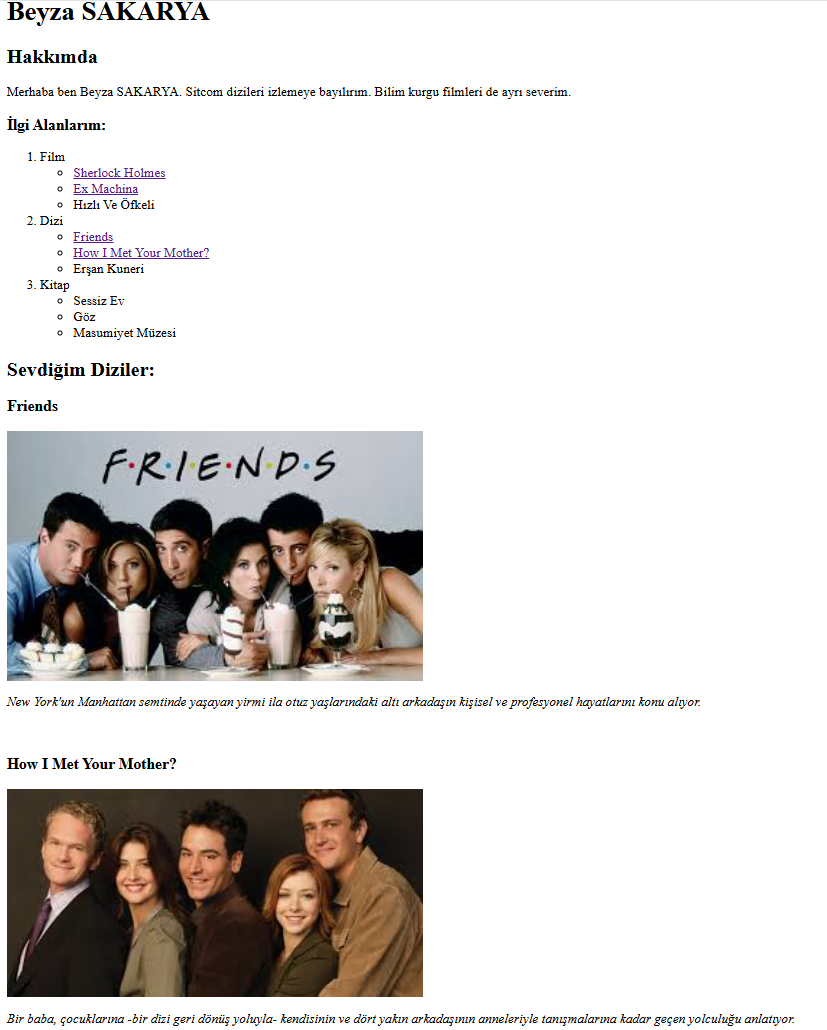 Beyza SAKARYA
Hakkımda
Merhaba ben Beyza SAKARYA. Sitcom dizileri izlemeye bayılırım. Bilim kurgu filmleri de ayrı severim.
İlgi Alanlarım:
1. Film
Sherlock Holmes
Ex Machina
Hızlı Ve Öfkeli
2. Dizi
Friends
How I Met Your Mother?
Erşan Kuneri
3. Kitap
Sessiz Ev
Göz
Masumiyet Müzesi
Sevdiğim Diziler:
Friends
F·R·I·E·N·D·S
New York'un Manhattan semtinde yaşayan yirmi ila otuz yaşlarındaki altı arkadaşın kişisel ve profesyonel hayatlarını konu alıyor.
How I Met Your Mother?
Bir baba, çocuklarına -bir dizi geri dönüş yoluyla- kendisinin ve dört yakın arkadaşının anneleriyle tanışmalarına kadar geçen yolculuğu anlatıyor.